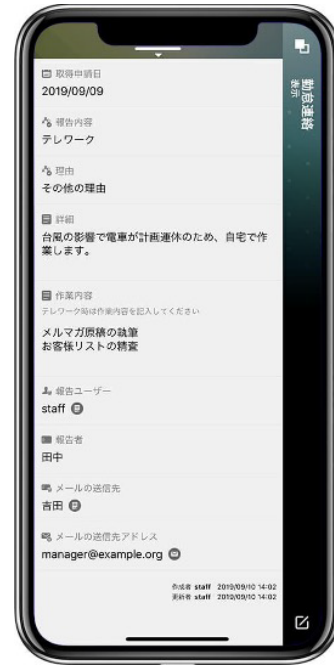 勤怠連絡
表示
取得申請日
2019/09/09
報告内容
テレワーク
理由
その他の理由
詳細
台風の影響で電車が計画運休のため、自宅で作
業します。
作業内容
テレワーク時は作業内容を記入してください
メルマガ原稿の執筆
お客様リストの精査
報告ユーザー
staff
報告者
田中
メールの送信先
吉田
メールの送信先アドレス
manager@example.org
作成者 staff 2019/09/10 14:02
更新者 staff 2019/09/10 14:02